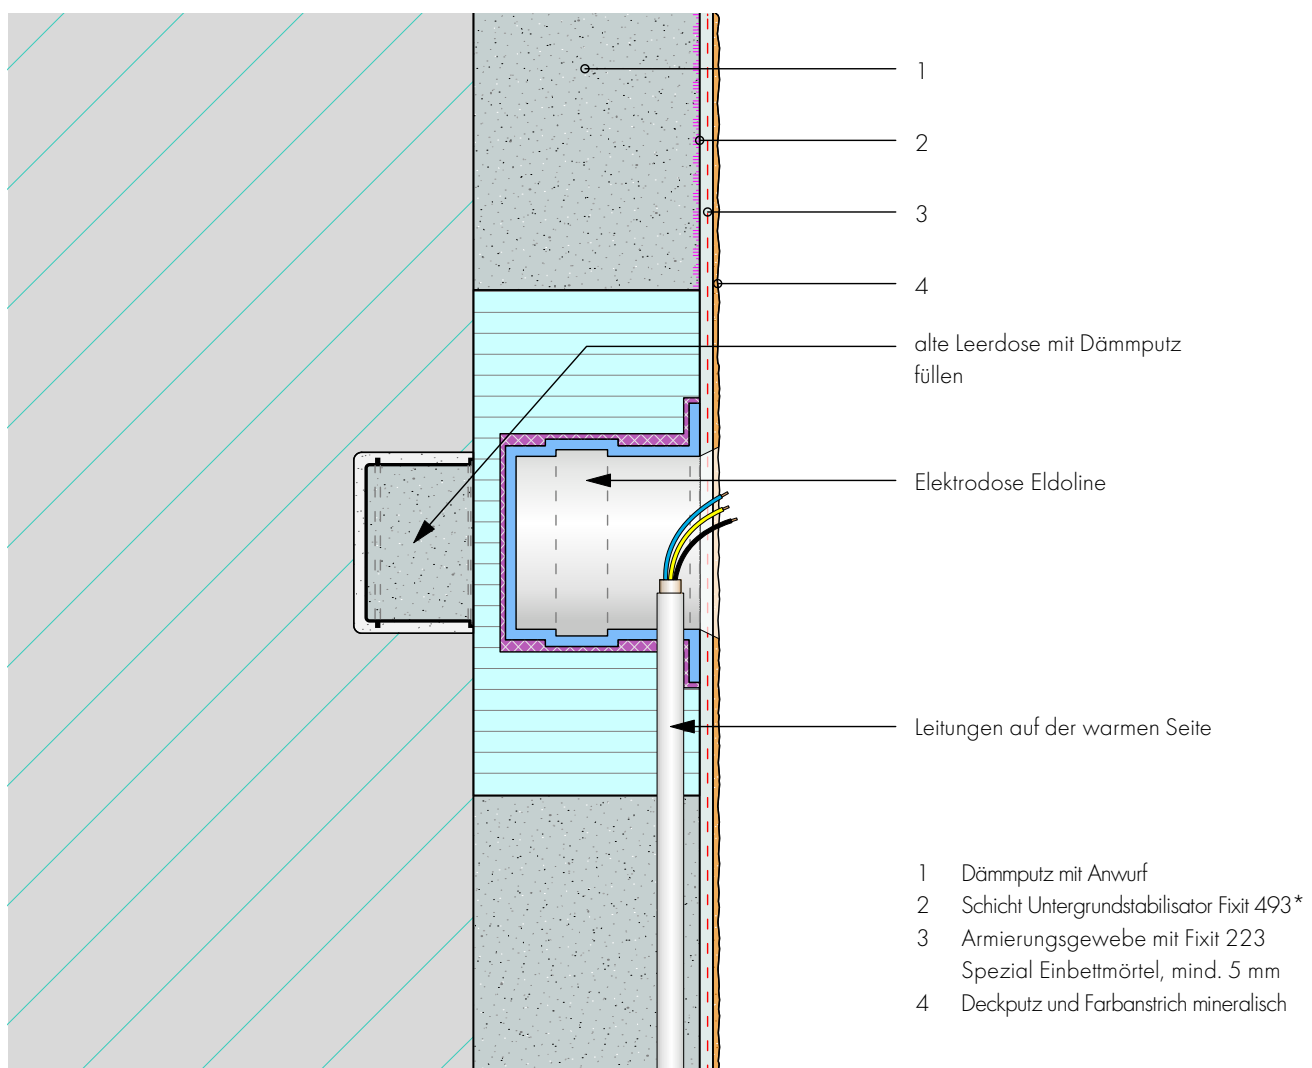 1
2
3
4
alte Leerdose mit Dämmputz
füllen
Elektrodose Eldoline
Leitungen auf der warmen Seite
1 Dämmputz mit Anwurf
2 Schicht Untergrundstabilisator Fixit 493*
3 Armierungsgewebe mit Fixit 223
Spezial Einbettmörtel, mind. 5 mm
4 Deckputz und Farbanstrich mineralisch